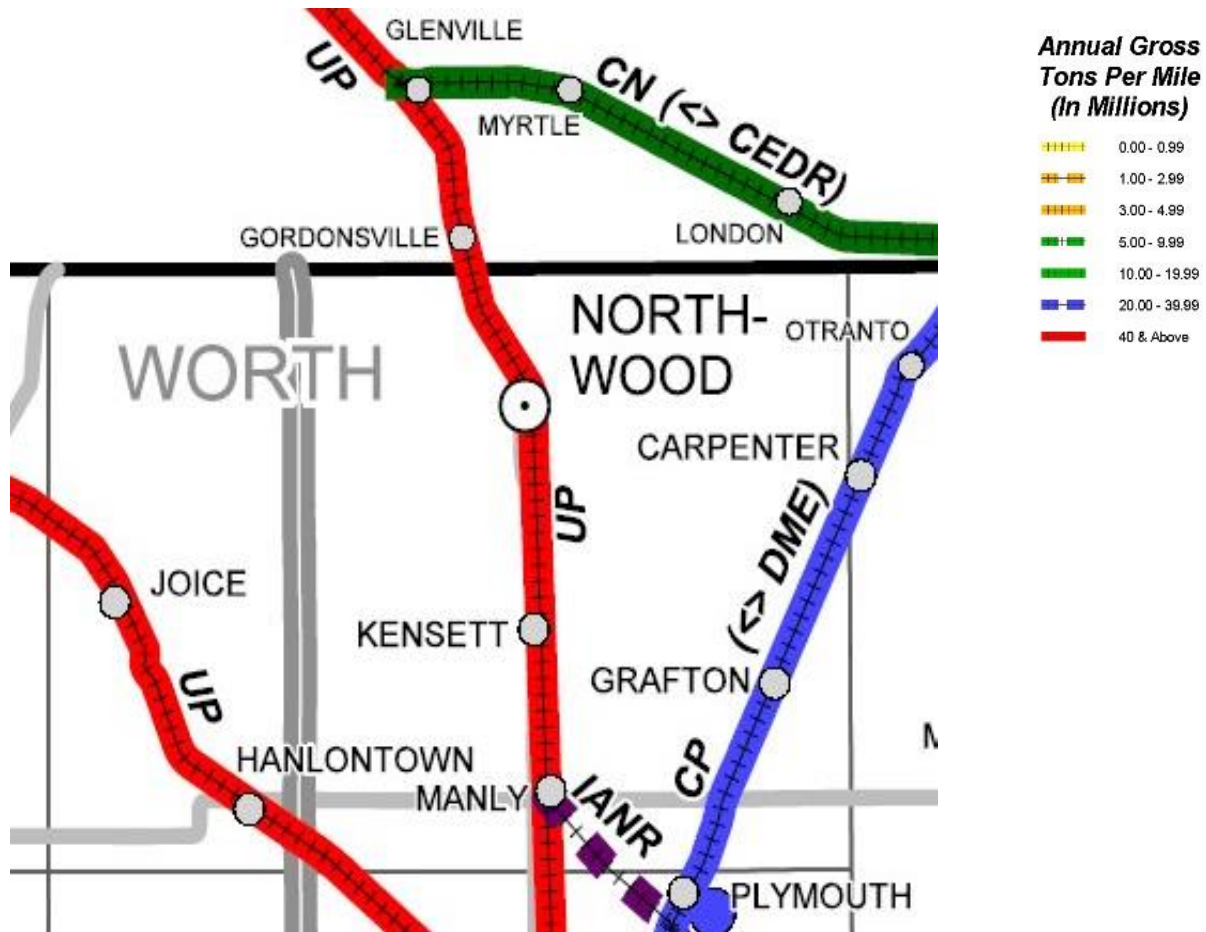 GLENVILLE
UP
CN (<> CEDR)
MYRTLE
LONDON
GORDONSVILLE
NORTH-
WOOD
OTRANTO
WORTH
CARPENTER
UP
(<> DME)
JOICE
KENSETT
GRAFTON
UP
M
HANLONTOWN
CP
MANLY
IANR
PLYMOUTH
Annual Gross
Tons Per Mile
(In Millions)
0.00 - 0.99
1.00 - 2.99
3.00 - 4.99
5.00 - 9.99
10.00 - 19.99
20.00 - 39.99
40 & Above